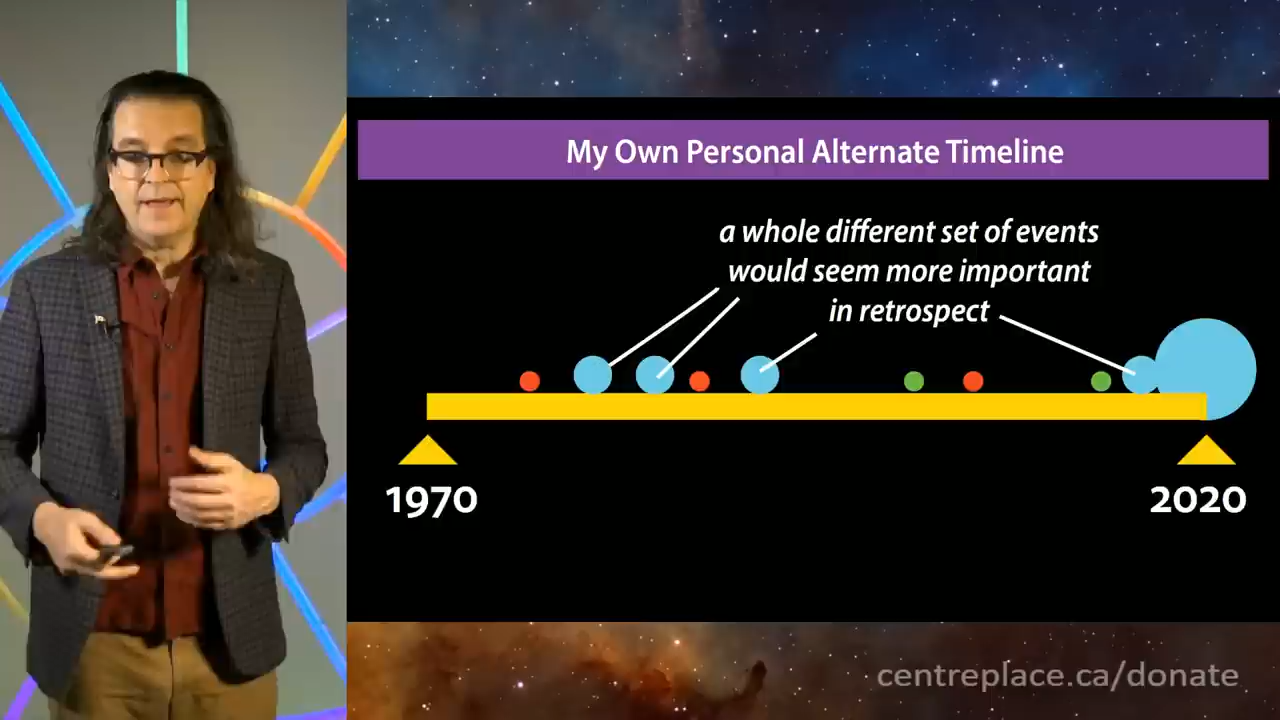 My Own Personal Alternate Timeline
a whole different set of events
would seem more important
in retrospect
1970
2020
centreplace.ca/donate